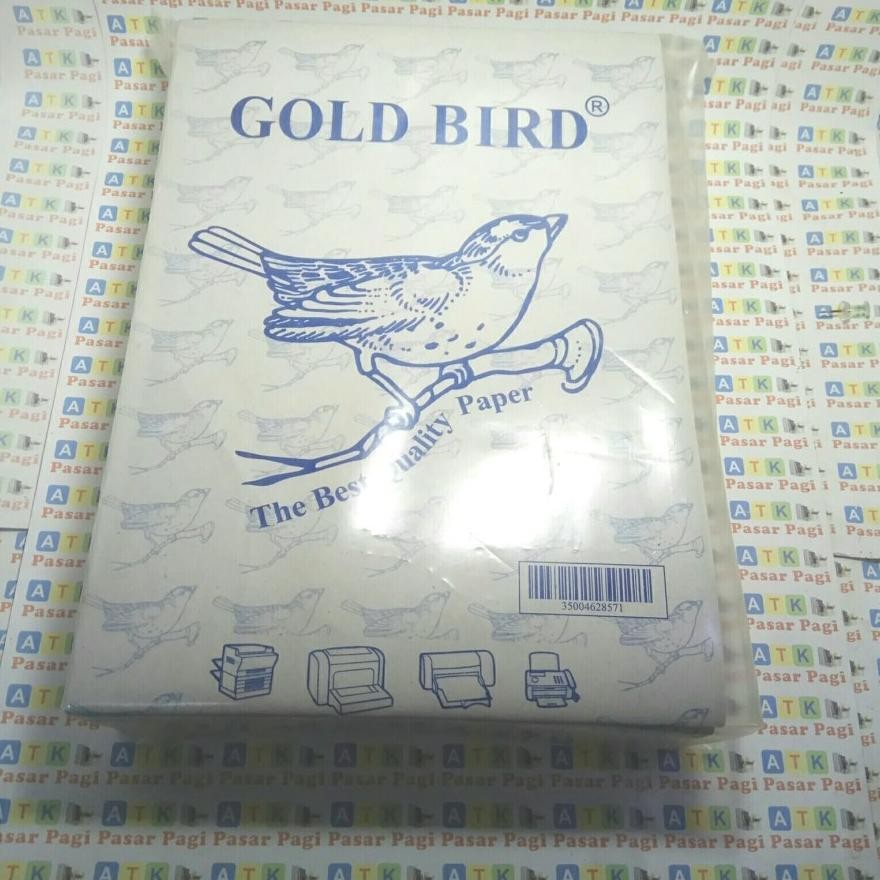 GOLD BIRD®
The Best Quality Paper
35004628571
ATK
Pasar Pagi